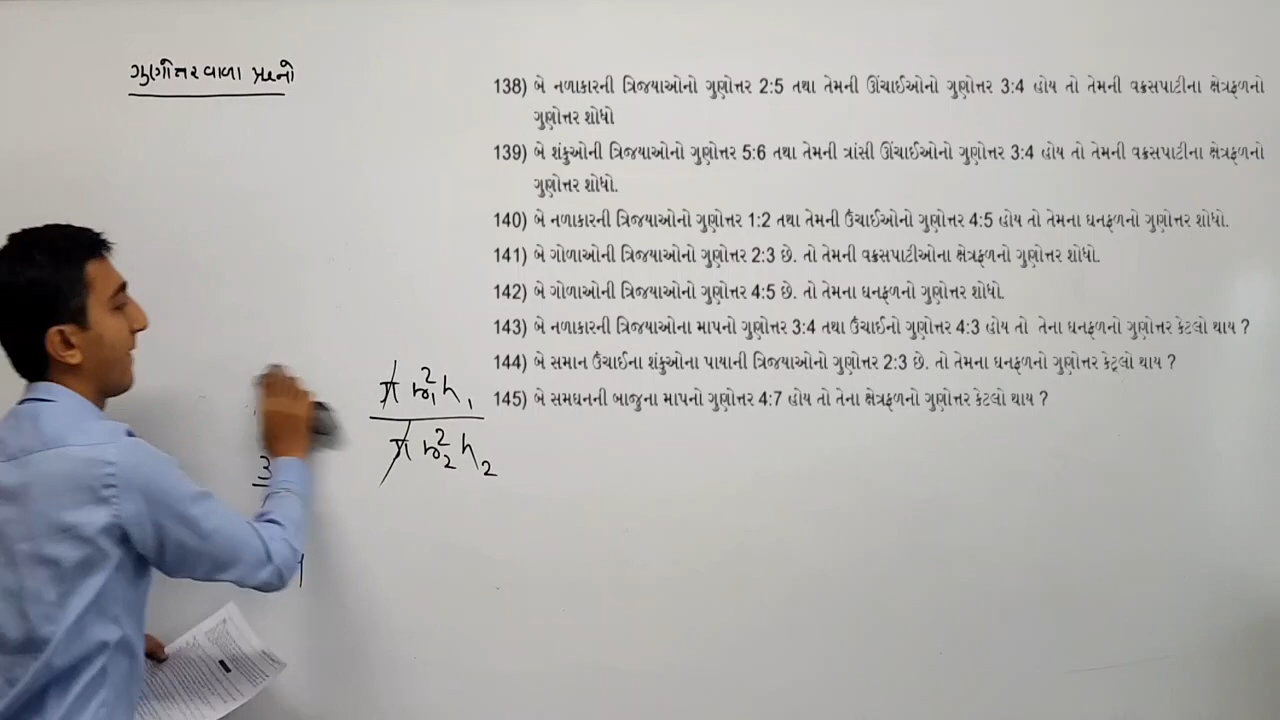 ગુણોત્તરવાળા પ્રશ્નો
138) બે નળાકારની ત્રિજ્યાઓનો ગુણોત્તર 2:5 તથા તેમની ઊંચાઈઓનો ગુણોત્તર 3:4 હોય તો તેમની વક્રસપાટીના ક્ષેત્રફળનો
ગુણોત્તર શોધો
139) બે શંકુઓની ત્રિજ્યાઓનો ગુણોત્તર 5:6 તથા તેમની ત્રાંસી ઊંચાઈઓનો ગુણોત્તર 3:4 હોય તો તેમની વક્રસપાટીના ક્ષેત્રફળનો
ગુણોત્તર શોધો.
140) બે નળાકારની ત્રિજ્યાઓનો ગુણોત્તર 1:2 તથા તેમની ઉંચાઈઓનો ગુણોત્તર 4:5 હોય તો તેમના ઘનફળનો ગુણોત્તર શોધો.
141) બે ગોળાઓની ત્રિજ્યાઓનો ગુણોત્તર 2:3 છે. તો તેમની વક્રસપાટીઓના ક્ષેત્રફળનો ગુણોત્તર શોધો.
142) બે ગોળાઓની ત્રિજ્યાઓનો ગુણોત્તર 4:5 છે. તો તેમના ઘનફળનો ગુણોત્તર શોધો.
143) બે નળાકારની ત્રિજ્યાઓના માપનો ગુણોત્તર 3:4 તથા ઉંચાઈનો ગુણોત્તર 4:3 હોય તો તેના ઘનફળનો ગુણોત્તર કેટલો થાય ?
144) બે સમાન ઉંચાઈના શંકુઓના પાયાની ત્રિજ્યાઓનો ગુણોત્તર 2:3 છે. તો તેમના ઘનફળનો ગુણોત્તર કેટ્લો થાય ?
145) બે સમઘનની બાજુના માપનો ગુણોત્તર 4:7 હોય તો તેના ક્ષેત્રફળનો ગુણોત્તર કેટલો થાય ?
π r₁² h₁
π r₂² h₂
3